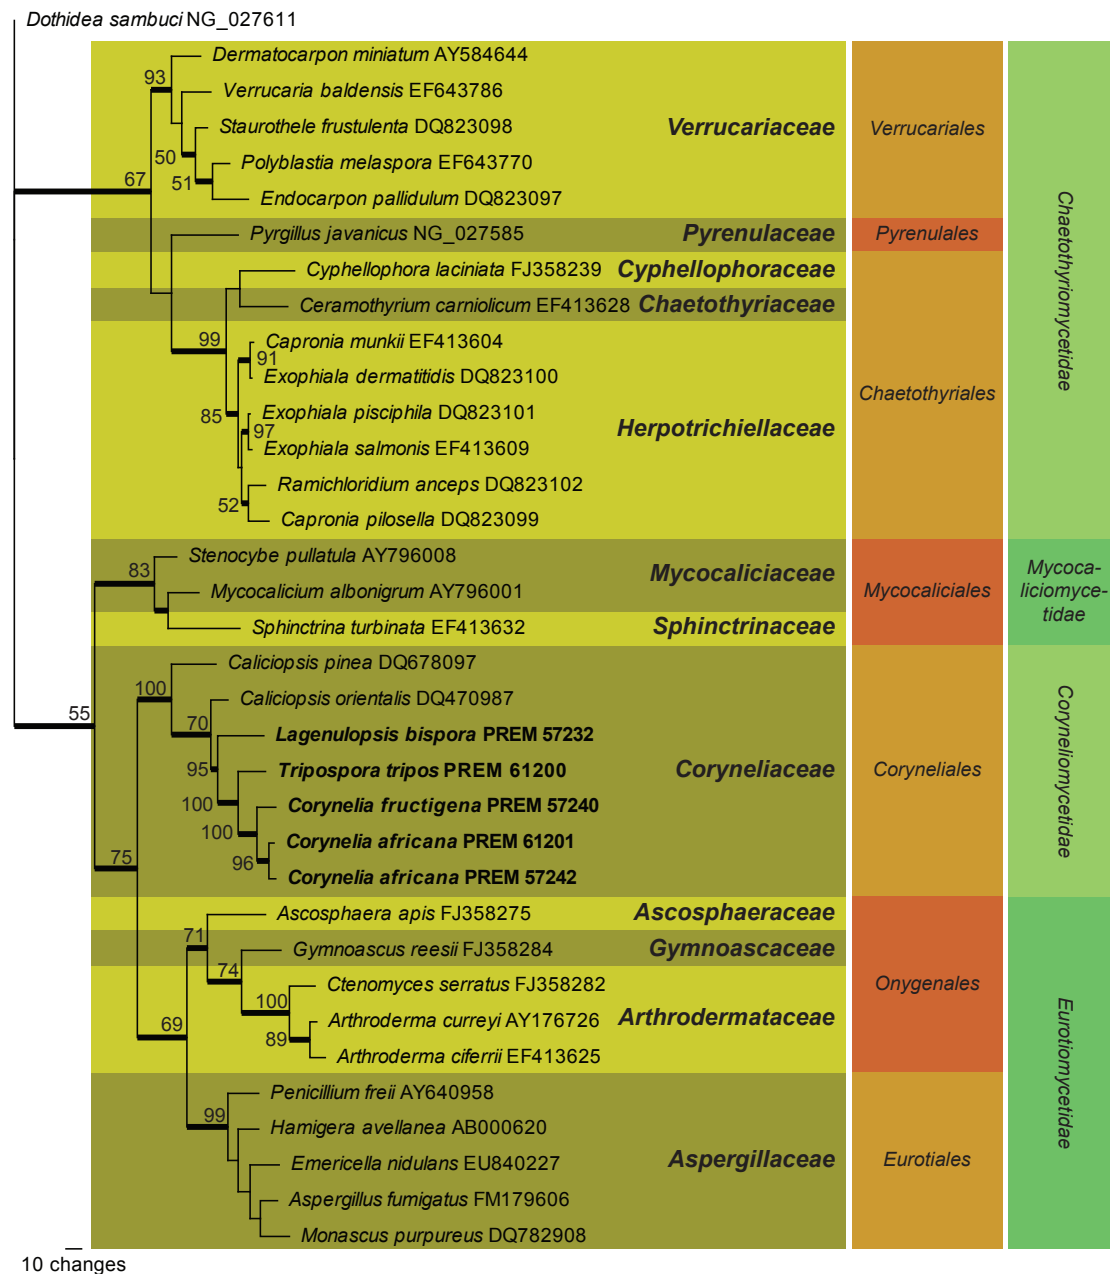 Dothidea sambuci NG_027611
Dermatocarpon miniatum AY584644
93
Verrucaria baldensis EF643786
Staurothele frustulenta DQ823098
Verrucariaceae
Verrucariales
50
Polyblastia melaspora EF643770
67
51
Endocarpon pallidulum DQ823097
Chaetothyriomycetidae
Pyrgillus javanicus NG_027585
Pyrenulaceae
Pyrenulales
Cyphellophora laciniata FJ358239
Cyphellophoraceae
Ceramothyrium carniolicum EF413628
Chaetothyriaceae
99
Capronia munkii EF413604
91
Exophiala dermatitidis DQ823100
Chaetothyriales
85
Exophiala pisciphila DQ823101
97
Herpotrichiellaceae
Exophiala salmonis EF413609
Ramichloridium anceps DQ823102
52
Capronia pilosella DQ823099
Stenocybe pullatula AY796008
83
Mycocaliciaceae
Mycocalicium albonigrum AY796001
Mycocaliciales
Mycoca-
liciomyce-
tidae
Sphinctrina turbinata EF413632
Sphinctrinaceae
Caliciopsis pinea DQ678097
100
Caliciopsis orientalis DQ470987
55
70
Lagenulopsis bispora PREM 57232
95
Tripospora tripos PREM 61200
Coryneliaceae
Coryneliales
Coryneliomycetidae
100
Corynelia fructigena PREM 57240
100
Corynelia africana PREM 61201
75
96
Corynelia africana PREM 57242
Ascosphaera apis FJ358275
Ascosphaeraceae
71
Gymnoascus reesii FJ358284
Gymnoascaceae
74
Ctenomyces serratus FJ358282
Onygenales
100
Arthroderma curreyi AY176726
Arthrodermataceae
69
89
Arthroderma ciferrii EF413625
Eurotiomycetidae
Penicillium freii AY640958
99
Hamigera avellanea AB000620
Emericella nidulans EU840227
Aspergillaceae
Eurotiales
Aspergillus fumigatus FM179606
Monascus purpureus DQ782908
10 changes